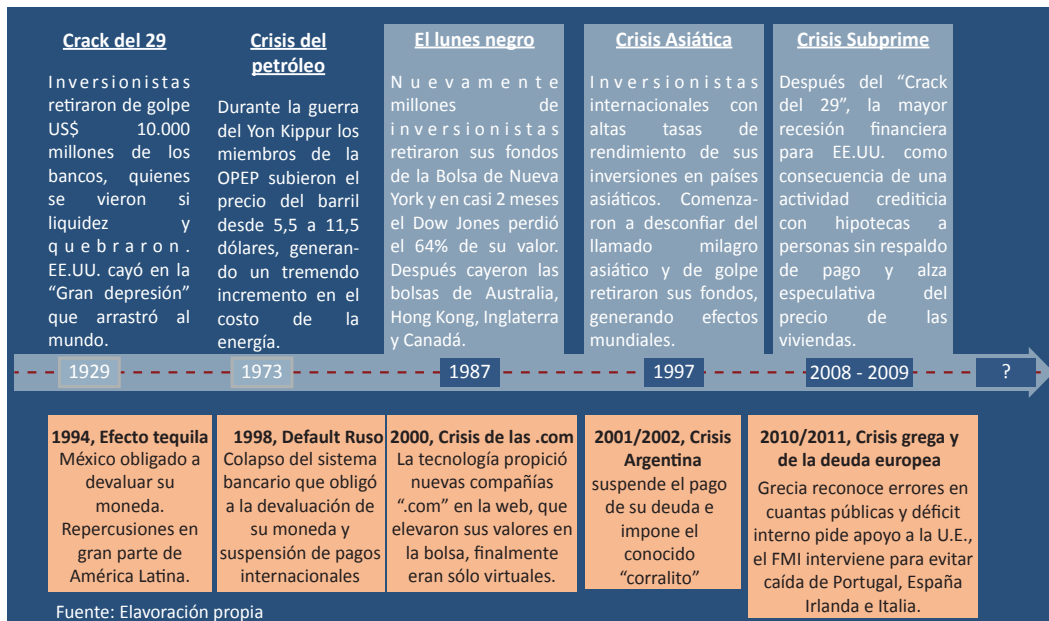 Crack del 29
Inversionistas
retiraron de golpe
US$ 10.000
millones de los
bancos, quienes
se vieron si
liquidez y
quebraron.
EE.UU. cayó en la
“Gran depresión”
que arrastró al
mundo.
Crisis del
petróleo
Durante la guerra
del Yon Kippur los
miembros de la
OPEP subieron el
precio del barril
desde 5,5 a 11,5
dólares, generan-
do un tremendo
incremento en el
costo de la
energía.
El lunes negro
Nuevamente
millones de
inversionistas
retiraron sus fondos
de la Bolsa de Nueva
York y en casi 2 meses
el Dow Jones perdió
el 64% de su valor.
Después cayeron las
bolsas de Australia,
Hong Kong, Inglaterra
y Canadá.
Crisis Asiática
Inversionistas
internacionales con
altas tasas de
rendimiento de sus
inversiones en países
asiáticos. Comenza-
ron a desconfiar del
llamado milagro
asiático y de golpe
retiraron sus fondos,
generando efectos
mundiales.
Crisis Subprime
Después del “Crack
del 29”, la mayor
recesión financiera
para EE.UU. como
consecuencia de una
actividad crediticia
con hipotecas a
personas sin respaldo
de pago y alza
especulativa del
precio de las
viviendas.
1929
1973
1987
1997
2008 - 2009
?
1994, Efecto tequila
México obligado a
devaluar su
moneda.
Repercusiones en
gran parte de
América Latina.
1998, Default Ruso
Colapso del sistema
bancario que obligó
a la devaluación de
su moneda y
suspensión de pagos
internacionales
2000, Crisis de las .com
La tecnología propició
nuevas compañías
“.com” en la web, que
elevaron sus valores en
la bolsa, finalmente
eran sólo virtuales.
2001/2002, Crisis
Argentina
suspende el pago
de su deuda e
impone el
conocido
“corralito”
2010/2011, Crisis grega y
de la deuda europea
Grecia reconoce errores en
cuantas públicas y déficit
interno pide apoyo a la U.E.,
el FMI interviene para evitar
caída de Portugal, España
Irlanda e Italia.
Fuente: Elavoración propia